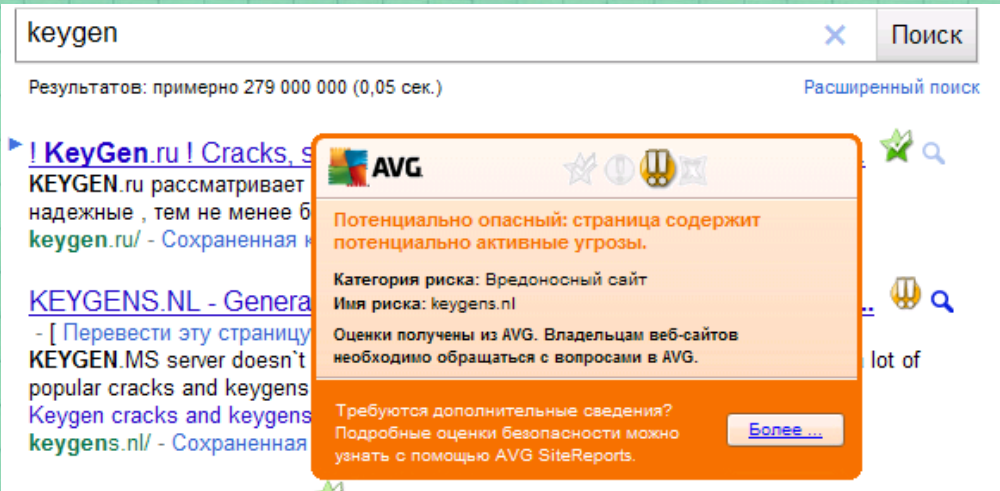 keygen
Поиск
Результатов: примерно 279 000 000 (0,05 сек.)
Расширенный поиск
! KeyGen.ru ! Cracks, s
KEYGEN.ru рассматривает
надежные , тем не менее б
keygen.ru/ - Сохраненная к
AVG
Потенциально опасный: страница содержит
потенциально активные угрозы.
Категория риска: Вредоносный сайт
Имя риска: keygens.nl
Оценки получены из AVG. Владельцам веб-сайтов
необходимо обращаться с вопросами в AVG.
Требуются дополнительные сведения?
Подробные оценки безопасности можно
узнать с помощью AVG SiteReports.
Более ...
KEYGENS.NL - Genera ...
- [ Перевести эту страницу
KEYGEN.MS server doesn`t lot of
popular cracks and keygens
Keygen cracks and keygens
keygens.nl/ - Сохраненная